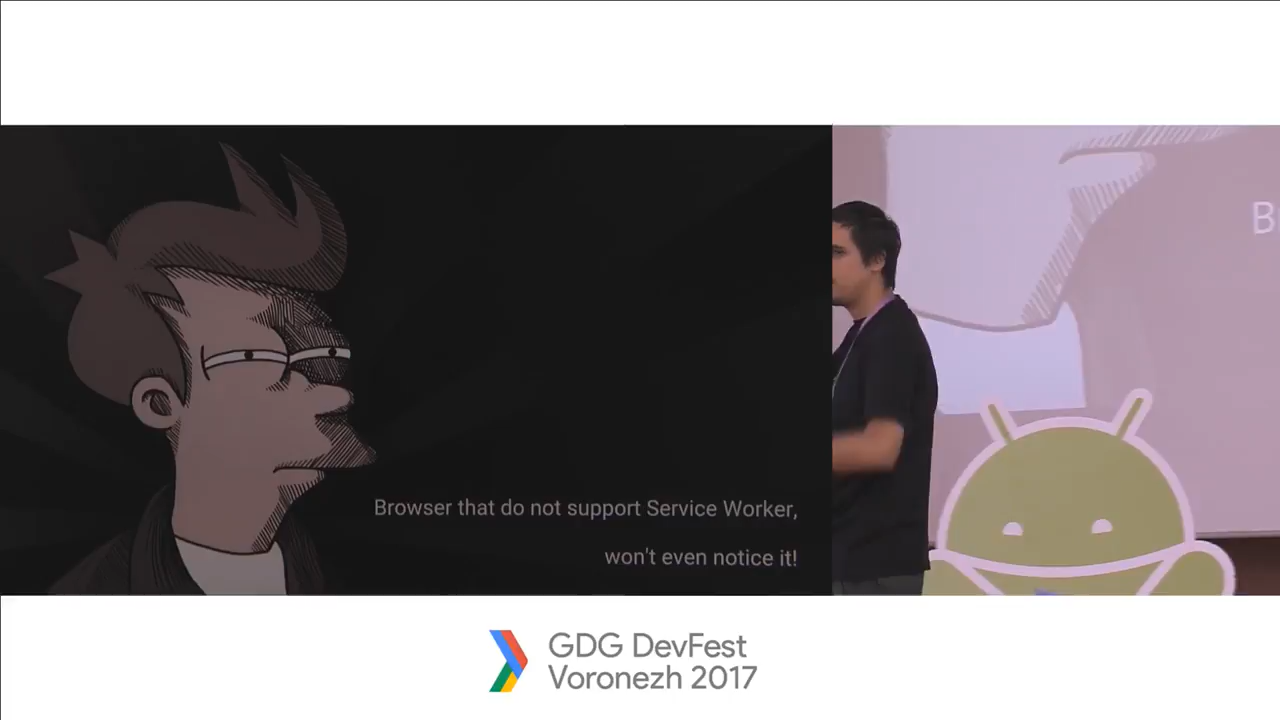 Browser that do not support Service Worker,
won't even notice it!
B
GDG DevFest
Voronezh 2017